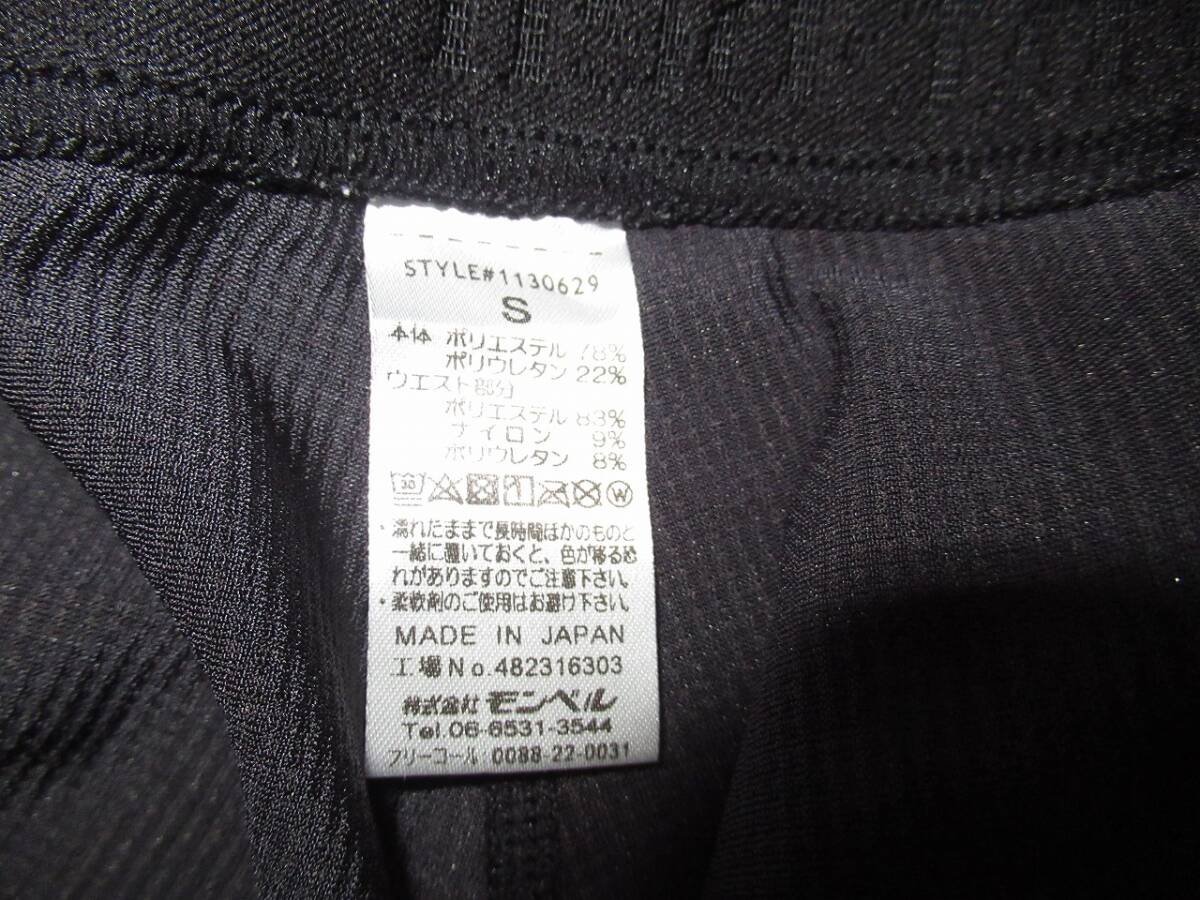 STYLE#1130629
S
本体 ポリエステル 78%
ポリウレタン 22%
ウエスト部分
ポリエステル 83%
ナイロン 9%
ポリウレタン 8%
30 W
・濡れたままで長時間ほかのものと
一緒に置いておくと、色が移る恐
れがありますのでご注意下さい。
・柔軟剤のご使用はお避け下さい。
MADE IN JAPAN
工場No.482316303
株式会社 モンベル
Tel.06-6531-3544
フリーコール 0088-22-0031